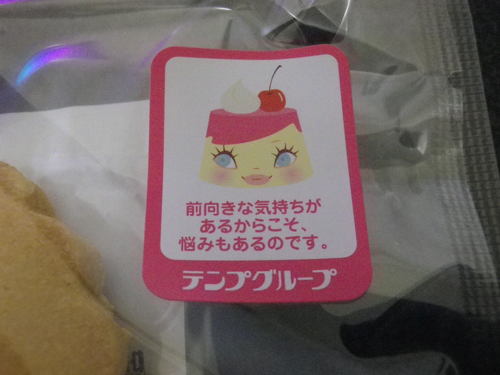 前向きな気持ちが
あるからこそ、
悩みもあるのです。
テンプグループ